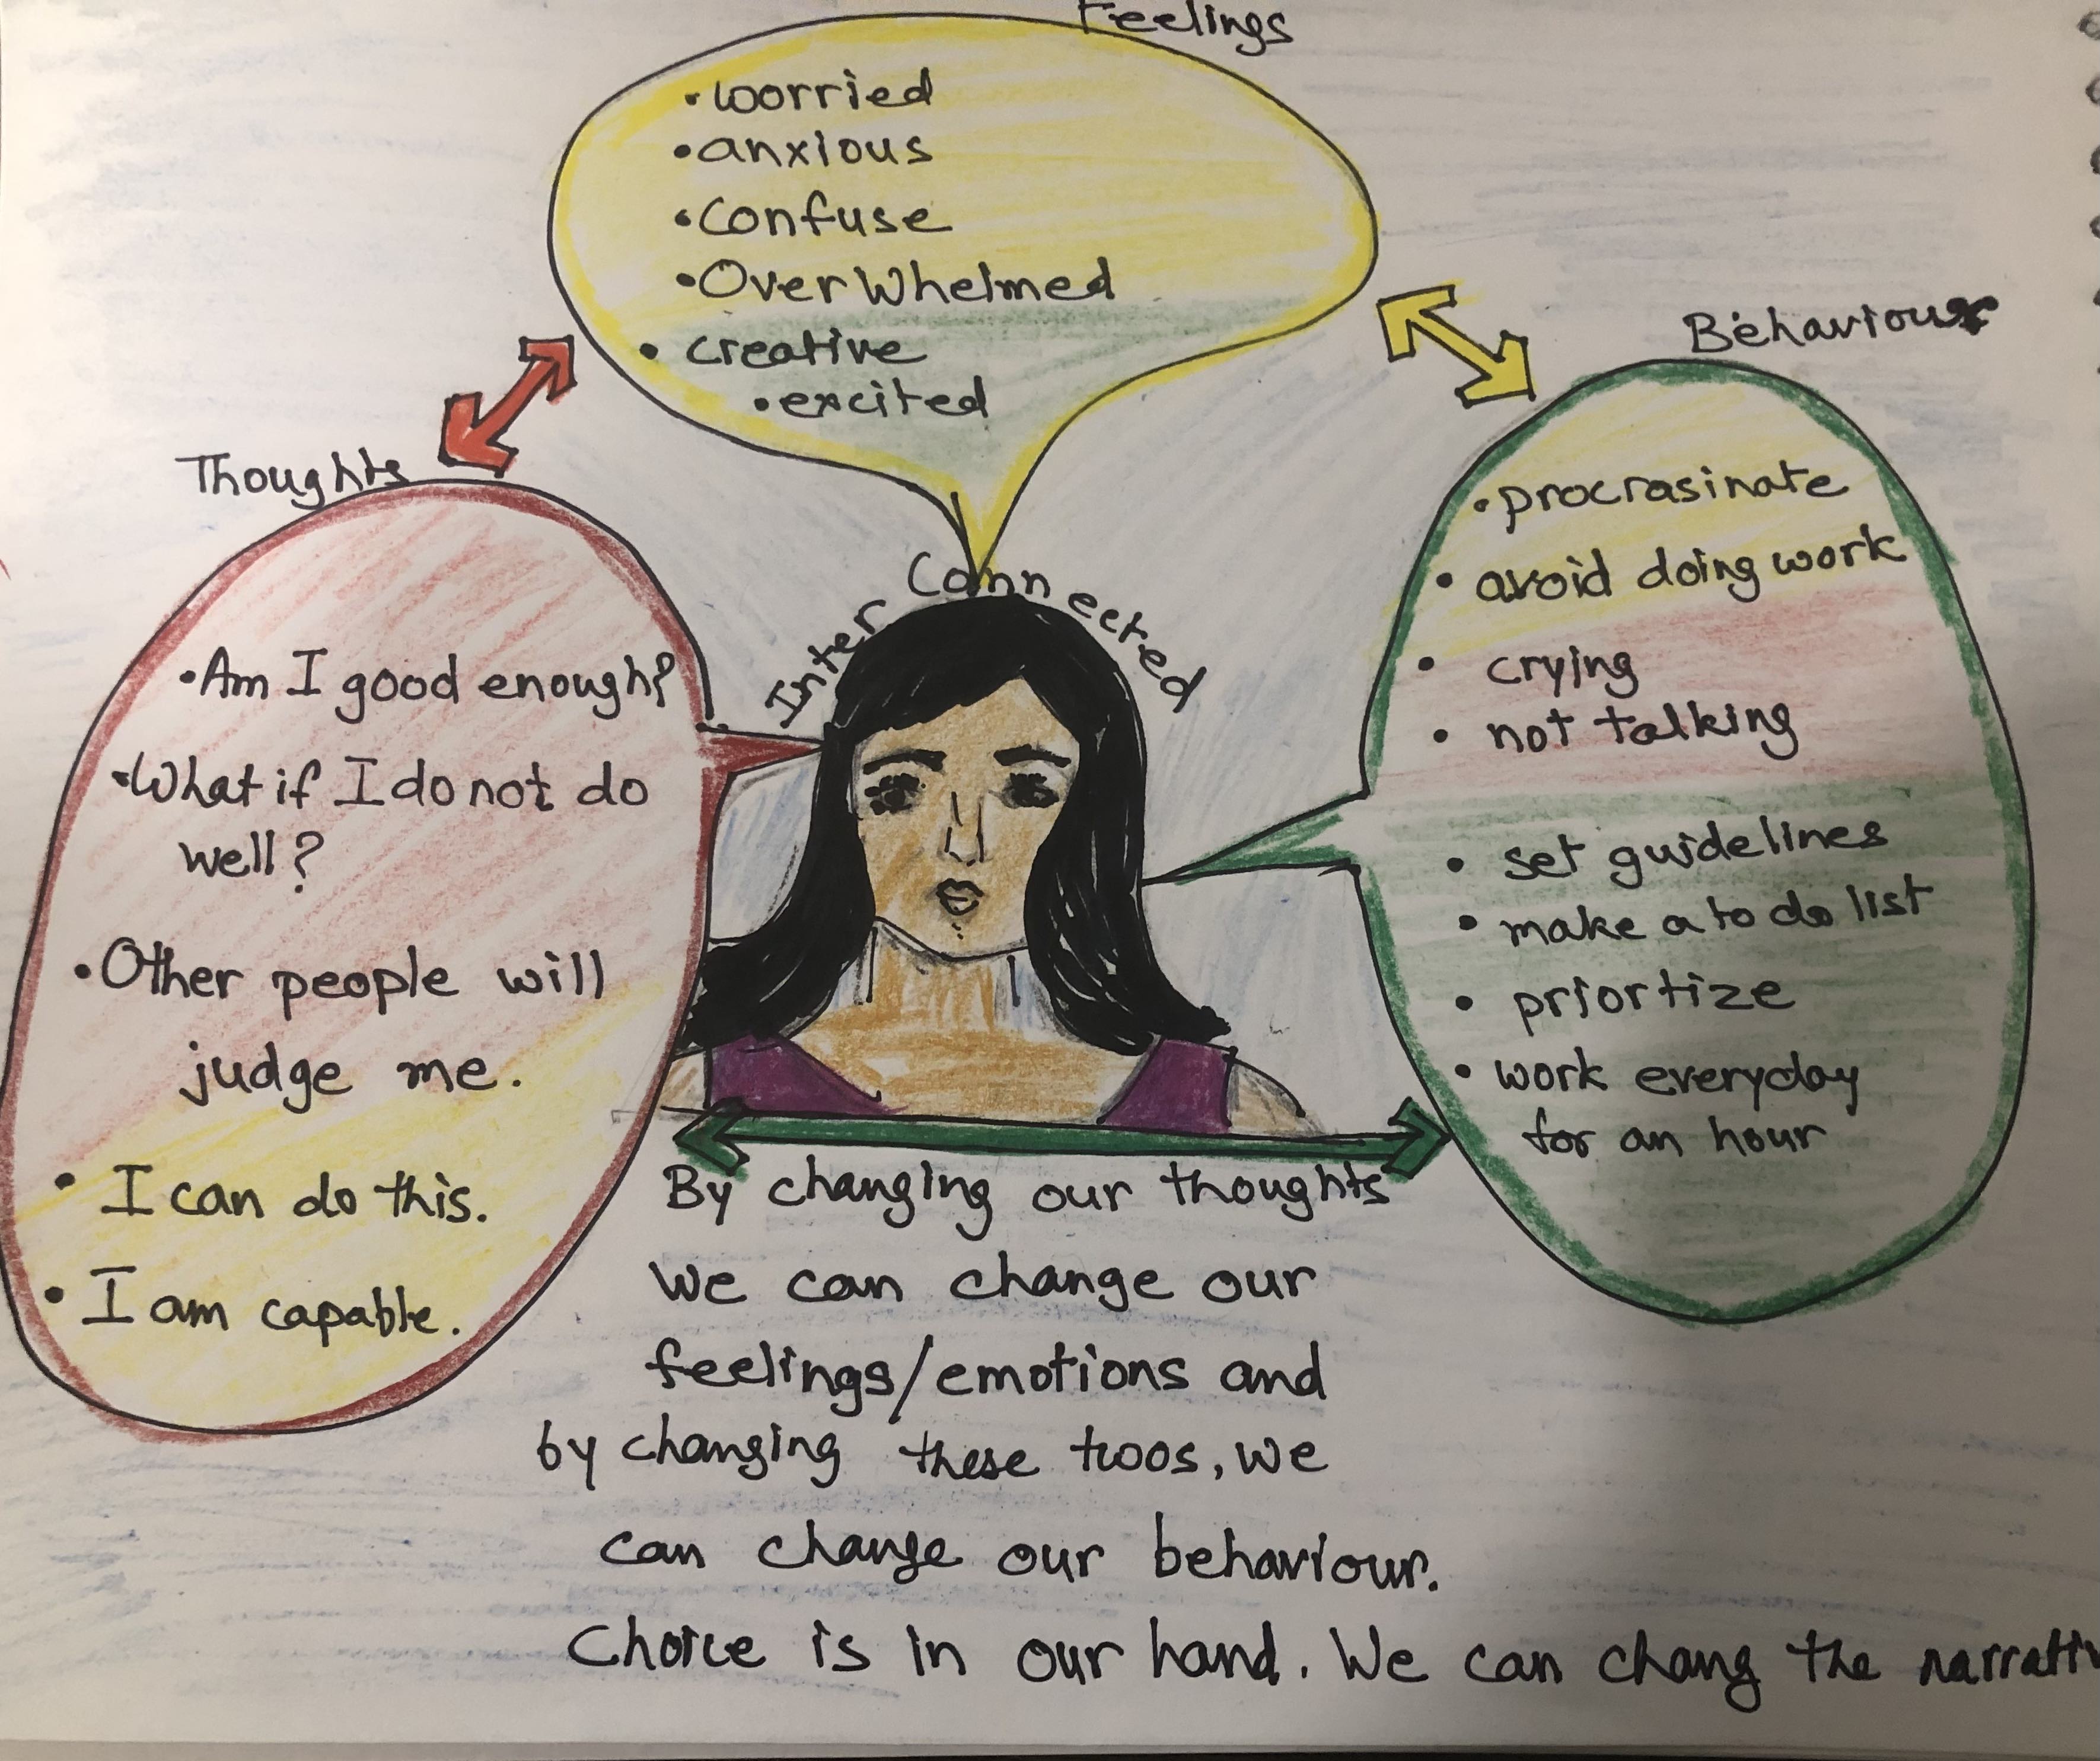 Feelings
• worried
• anxious
• Confuse
• OverWhelmed
• creative
• excited
Thoughts
• Am I good enough?
• What if I do not do
well?
• Other people will
judge me.
• I can do this.
• I am capable.
Inter Connected
Behaviour
• procrasinate
• avoid doing work
• crying
• not talking
• set guidelines
• make a to do list
• priortize
• work everyday
for an hour
By changing our thoughts
we can change our
feelings/emotions and
by changing these twos, we
can change our behaviour.
Choice is in our hand. We can chang the narrativ